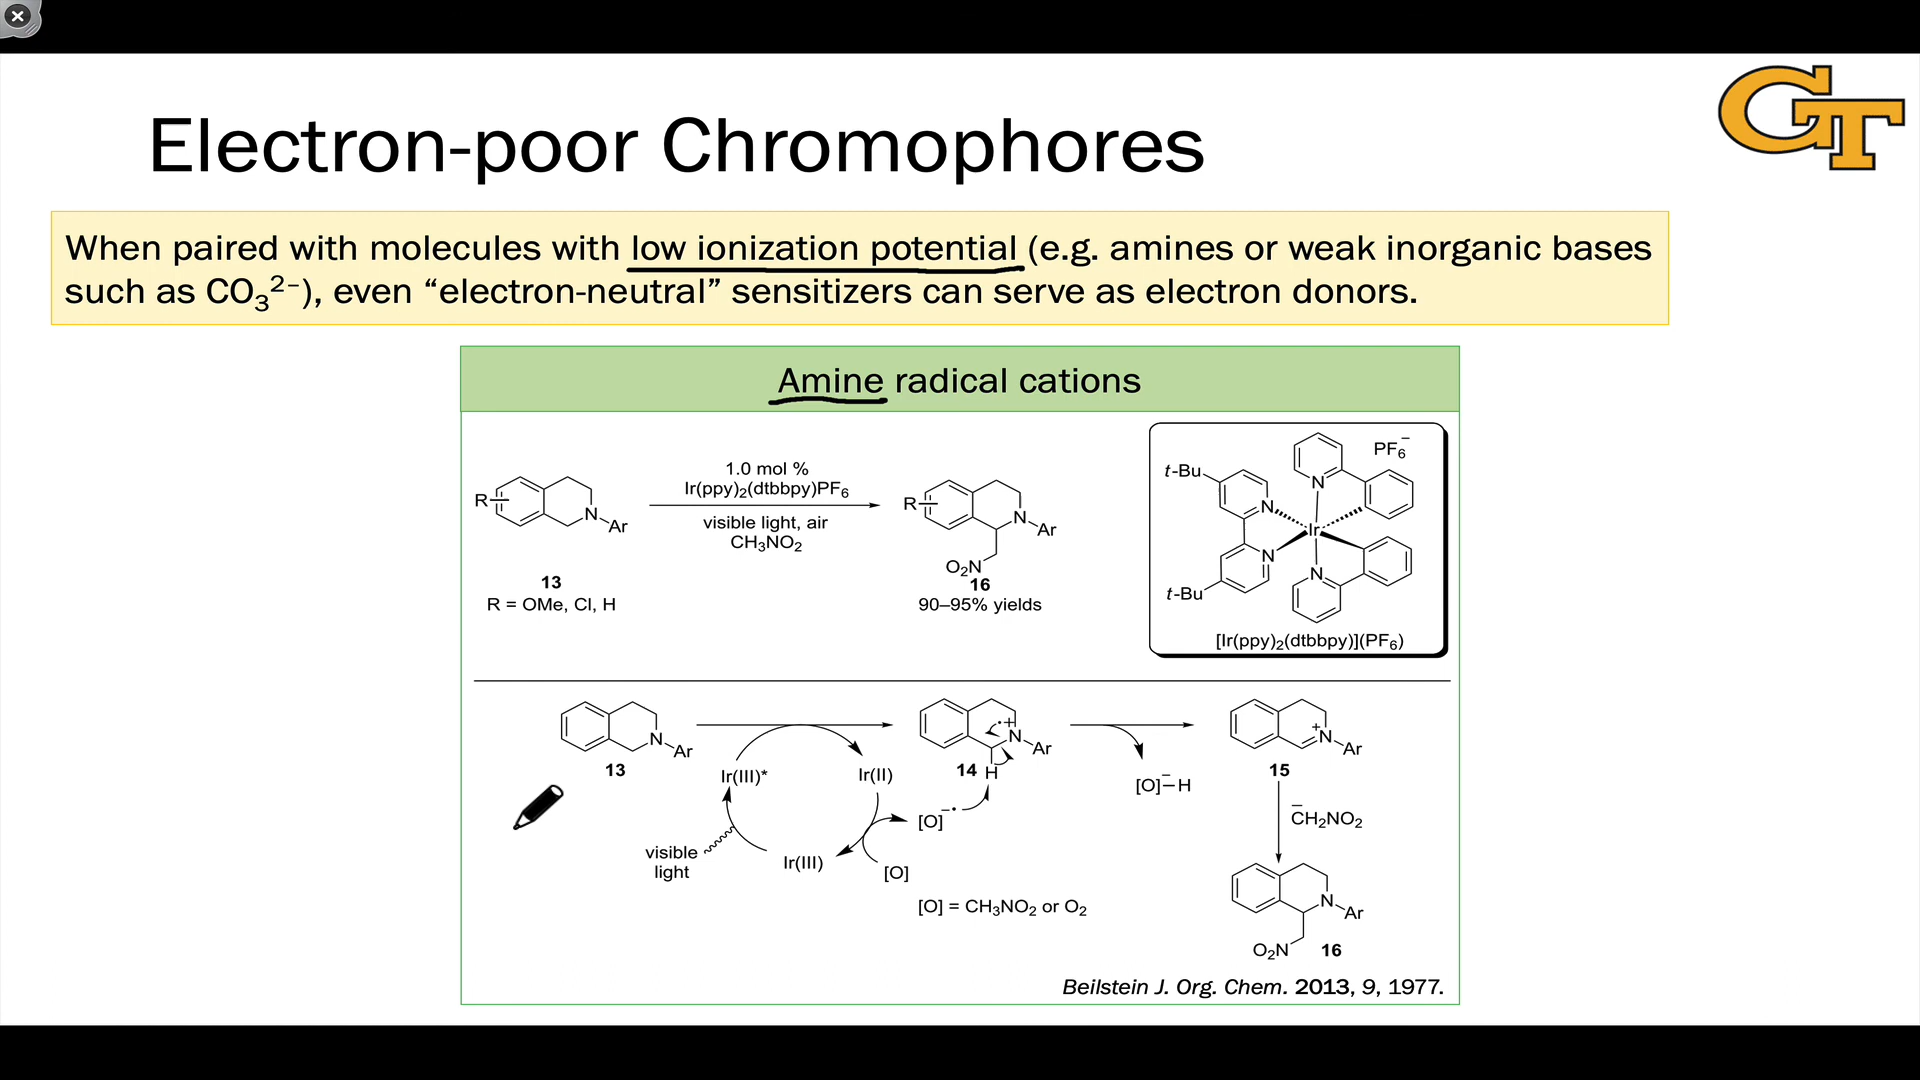 GT
Electron-poor Chromophores
When paired with molecules with low ionization potential (e.g. amines or weak inorganic bases
such as CO₃²⁻), even “electron-neutral” sensitizers can serve as electron donors.
Amine radical cations
R
N
Ar
13
R = OMe, Cl, H
1.0 mol %
Ir(ppy)₂(dtbbpy)PF₆
visible light, air
CH₃NO₂
R
N
Ar
O₂N
16
90–95% yields
PF₆⁻
t-Bu
N
N
Ir
N
N
t-Bu
[Ir(ppy)₂(dtbbpy)](PF₆)
N
Ar
13
Ir(III)*
Ir(II)
visible
light
Ir(III)
[O]
[O]⁻•
•+
N
Ar
14 H
[O]⁻–H
[O] = CH₃NO₂ or O₂
+
N
Ar
15
⁻CH₂NO₂
N
Ar
O₂N
16
Beilstein J. Org. Chem. 2013, 9, 1977.